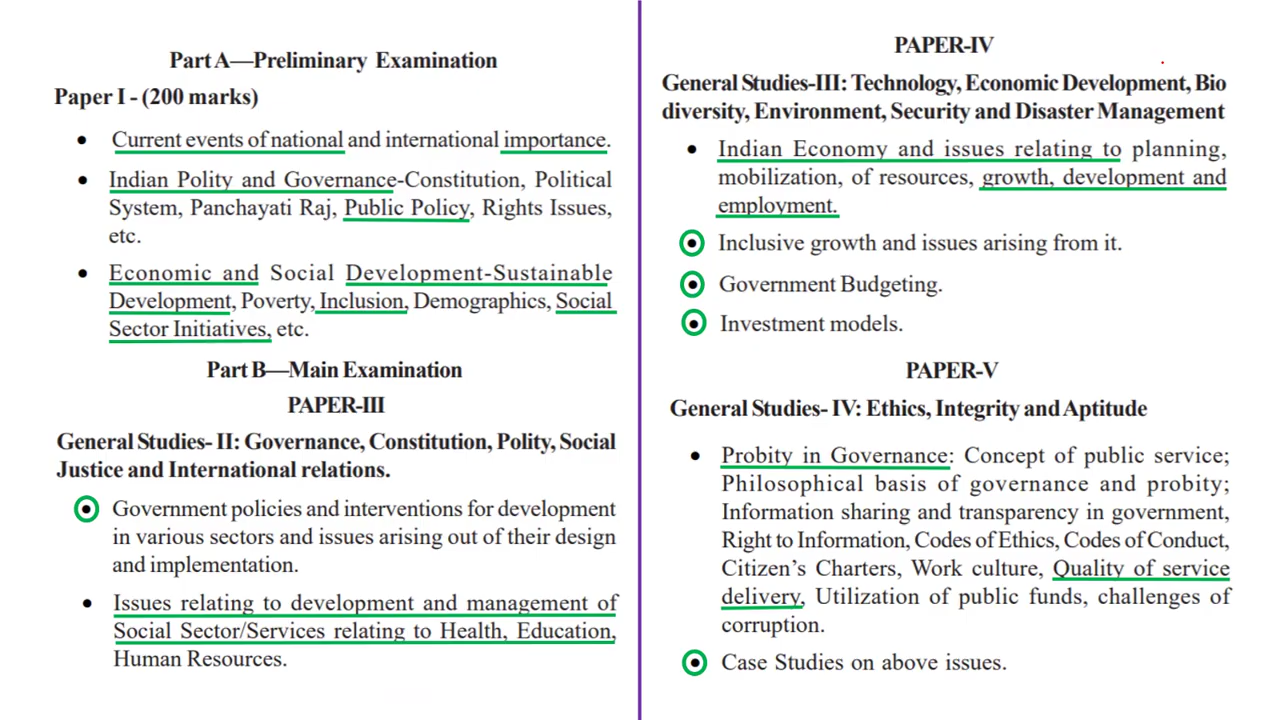 Part A—Preliminary Examination
Paper I - (200 marks)
• Current events of national and international importance.
• Indian Polity and Governance-Constitution, Political
System, Panchayati Raj, Public Policy, Rights Issues,
etc.
• Economic and Social Development-Sustainable
Development, Poverty, Inclusion, Demographics, Social
Sector Initiatives, etc.
Part B—Main Examination
PAPER-III
General Studies- II: Governance, Constitution, Polity, Social
Justice and International relations.
• Government policies and interventions for development
in various sectors and issues arising out of their design
and implementation.
• Issues relating to development and management of
Social Sector/Services relating to Health, Education,
Human Resources.
PAPER-IV
General Studies-III: Technology, Economic Development, Bio
diversity, Environment, Security and Disaster Management
• Indian Economy and issues relating to planning,
mobilization, of resources, growth, development and
employment.
• Inclusive growth and issues arising from it.
• Government Budgeting.
• Investment models.
PAPER-V
General Studies- IV: Ethics, Integrity and Aptitude
• Probity in Governance: Concept of public service;
Philosophical basis of governance and probity;
Information sharing and transparency in government,
Right to Information, Codes of Ethics, Codes of Conduct,
Citizen's Charters, Work culture, Quality of service
delivery, Utilization of public funds, challenges of
corruption.
• Case Studies on above issues.